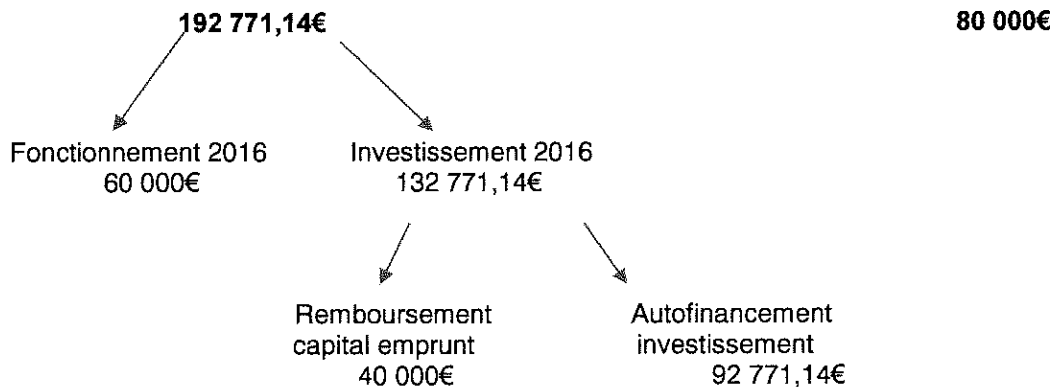 192 771,14€ 80 000€
Fonctionnement 2016 Investissement 2016
60 000€ 132 771,14€
Remboursement Autofinancement
capital emprunt investissement
40 000€ 92 771,14€